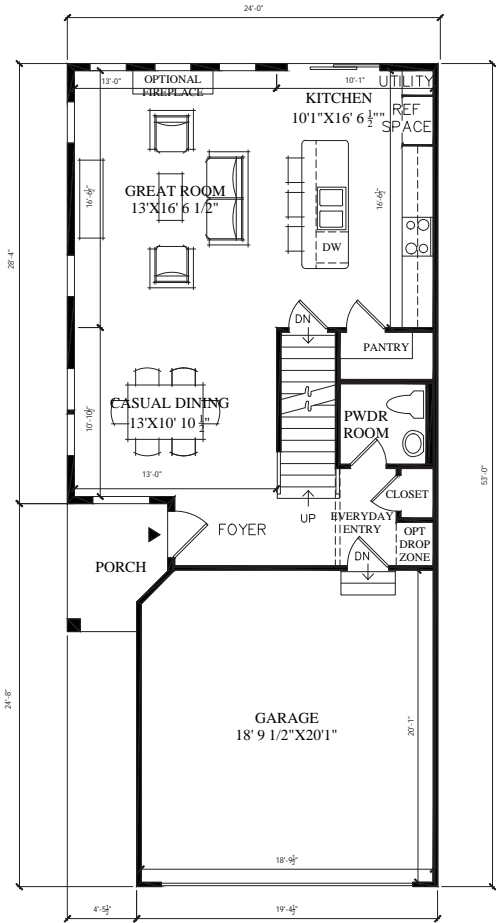 24'-0"
13'-0"
OPTIONAL
FIREPLACE
10'-1"
UTILITY
KITCHEN
10'1"X16' 6 1/2""
REF
SPACE
16'-6½"
GREAT ROOM
13'X16' 6 1/2"
16'-6½"
DW
28'-4"
DN
PANTRY
CASUAL DINING
13'X10' 10 1/2"
10'-10½"
PWDR
ROOM
13'-0"
53'-0"
CLOSET
UP
EVERYDAY
ENTRY
FOYER
OPT
DROP
ZONE
DN
PORCH
24'-8"
GARAGE
18' 9 1/2"X20'1"
20'-1"
18'-9½"
4'-5½"
19'-4½"